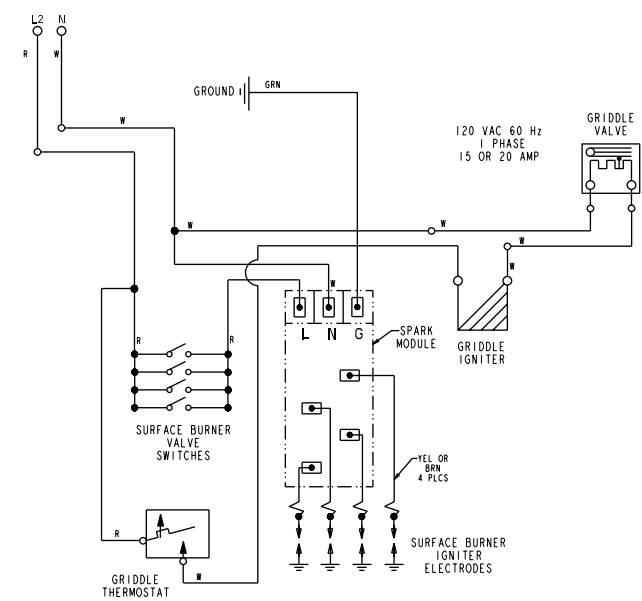 L2 N
R W
W
GROUND
GRN
120 VAC 60 Hz
1 PHASE
15 OR 20 AMP
GRIDDLE
VALVE
W
W
W
W
W
L N G
SPARK
MODULE
GRIDDLE
IGNITER
R
R
SURFACE BURNER
VALVE
SWITCHES
YEL OR
BRN
4 PLCS
R
W
GRIDDLE
THERMOSTAT
SURFACE BURNER
IGNITER
ELECTRODES